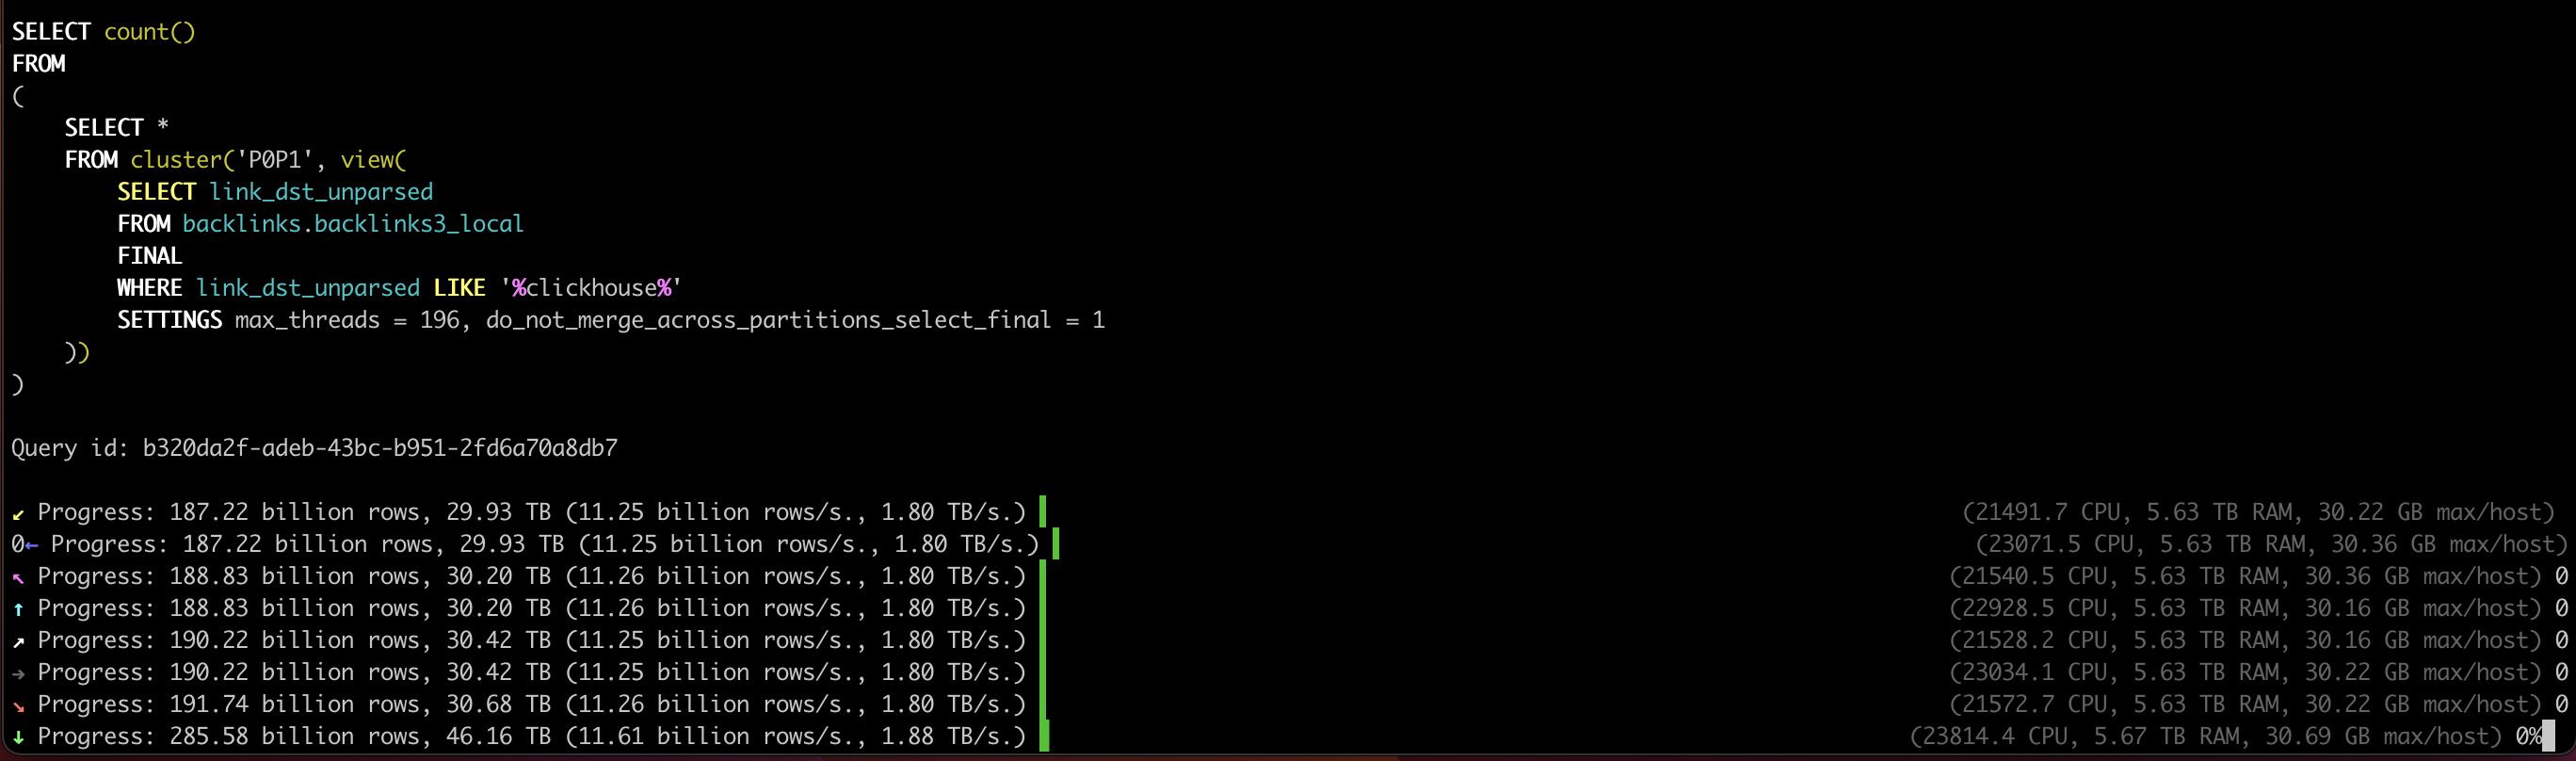 SELECT count()
FROM
(
    SELECT *
    FROM cluster('P0P1', view(
        SELECT link_dst_unparsed
        FROM backlinks.backlinks3_local
        FINAL
        WHERE link_dst_unparsed LIKE '%clickhouse%'
        SETTINGS max_threads = 196, do_not_merge_across_partitions_select_final = 1
    ))
)
Query id: b320da2f-adeb-43bc-b951-2fd6a70a8db7
↙ Progress: 187.22 billion rows, 29.93 TB (11.25 billion rows/s., 1.80 TB/s.) (21491.7 CPU, 5.63 TB RAM, 30.22 GB max/host)
0← Progress: 187.22 billion rows, 29.93 TB (11.25 billion rows/s., 1.80 TB/s.) (23071.5 CPU, 5.63 TB RAM, 30.36 GB max/host)
↖ Progress: 188.83 billion rows, 30.20 TB (11.26 billion rows/s., 1.80 TB/s.) (21540.5 CPU, 5.63 TB RAM, 30.36 GB max/host) 0
↑ Progress: 188.83 billion rows, 30.20 TB (11.26 billion rows/s., 1.80 TB/s.) (22928.5 CPU, 5.63 TB RAM, 30.16 GB max/host) 0
↗ Progress: 190.22 billion rows, 30.42 TB (11.25 billion rows/s., 1.80 TB/s.) (21528.2 CPU, 5.63 TB RAM, 30.16 GB max/host) 0
→ Progress: 190.22 billion rows, 30.42 TB (11.25 billion rows/s., 1.80 TB/s.) (23034.1 CPU, 5.63 TB RAM, 30.22 GB max/host) 0
↘ Progress: 191.74 billion rows, 30.68 TB (11.26 billion rows/s., 1.80 TB/s.) (21572.7 CPU, 5.63 TB RAM, 30.22 GB max/host) 0
↓ Progress: 285.58 billion rows, 46.16 TB (11.61 billion rows/s., 1.88 TB/s.) (23814.4 CPU, 5.67 TB RAM, 30.69 GB max/host) 0%